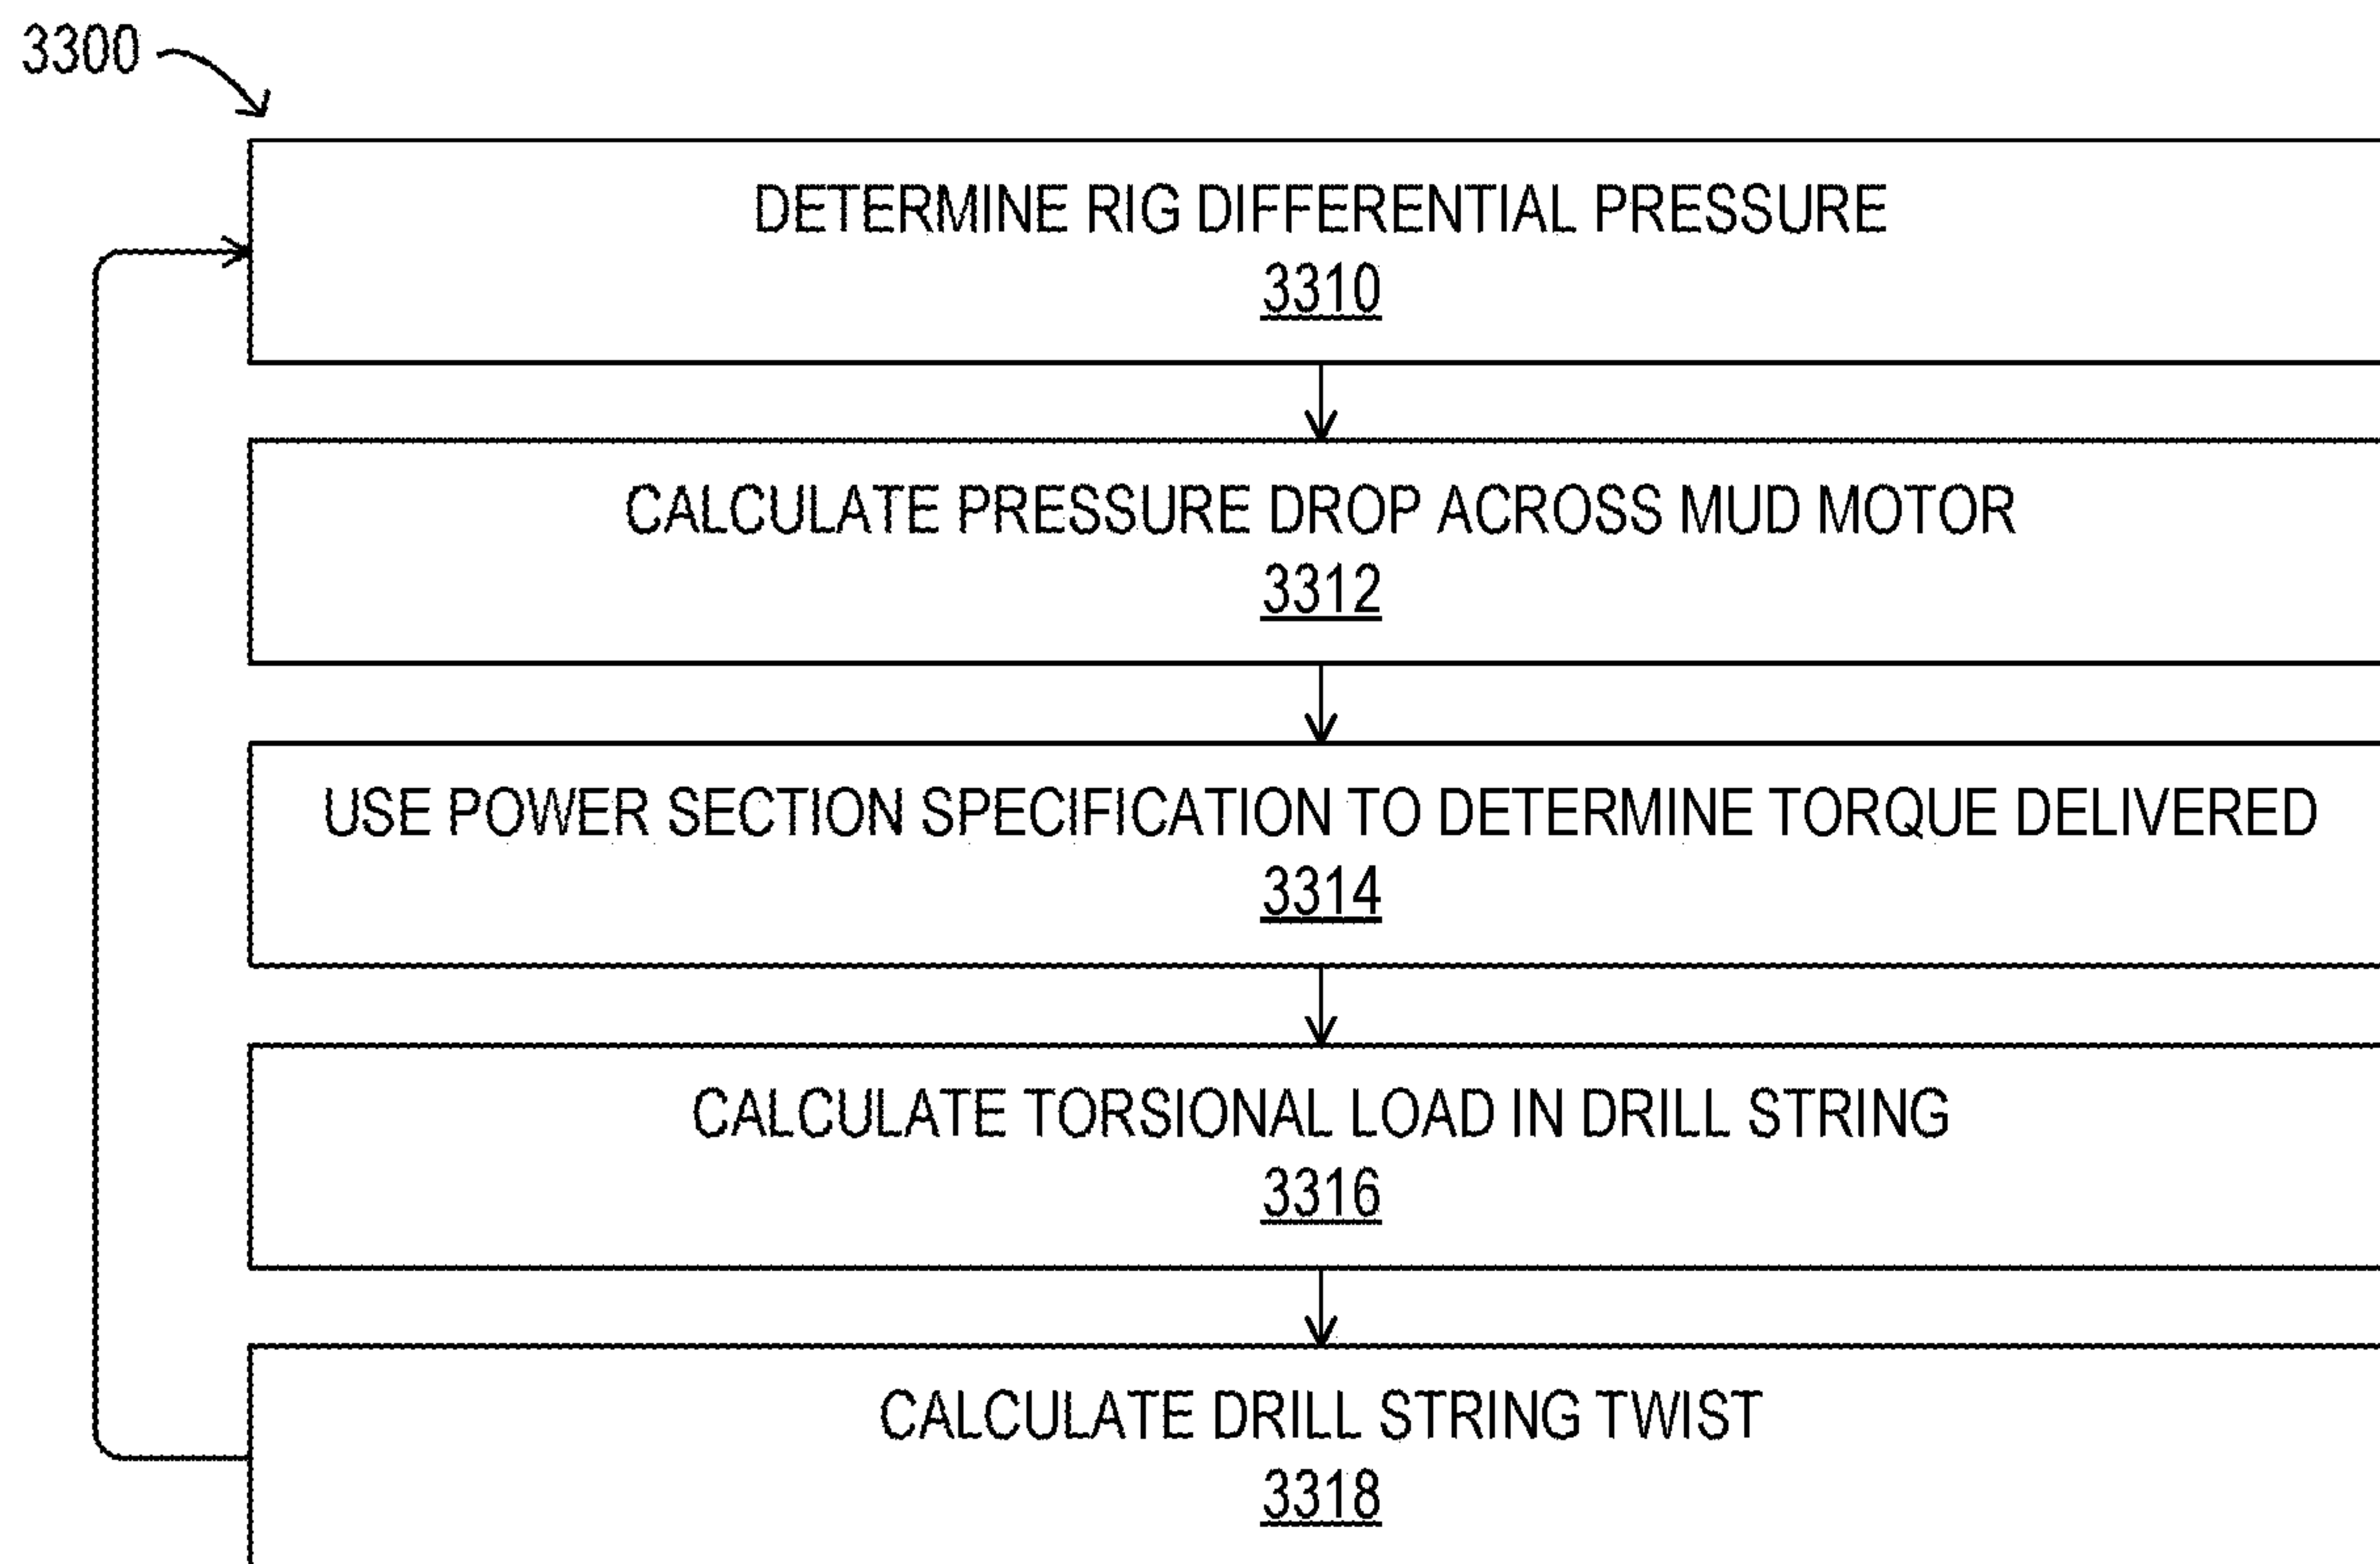 3300
DETERMINE RIG DIFFERENTIAL PRESSURE
3310
CALCULATE PRESSURE DROP ACROSS MUD MOTOR
3312
USE POWER SECTION SPECIFICATION TO DETERMINE TORQUE DELIVERED
3314
CALCULATE TORSIONAL LOAD IN DRILL STRING
3316
CALCULATE DRILL STRING TWIST
3318